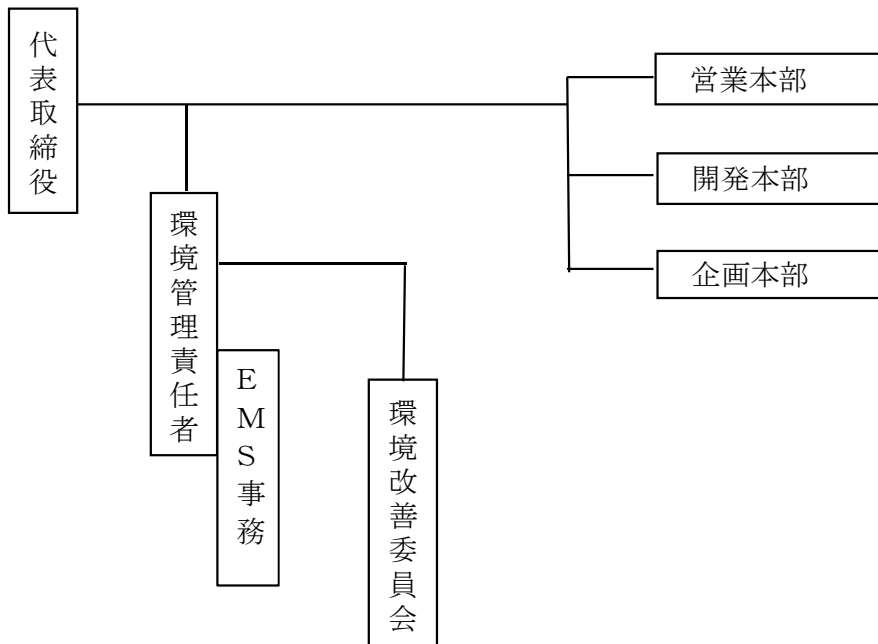 代表取締役
営業本部
開発本部
企画本部
環境管理責任者
EMS事務
環境改善委員会